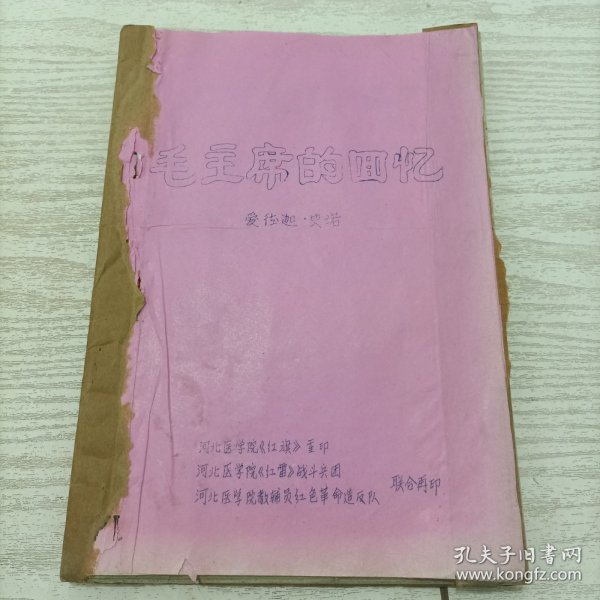 毛主席的回忆
爱德迦·史诺
河北医学院《红旗》重印
河北医学院《红雷》战斗兵团
河北医学院教辅员红色革命造反队
联合再印
孔夫子旧书网
www.kongfz.com